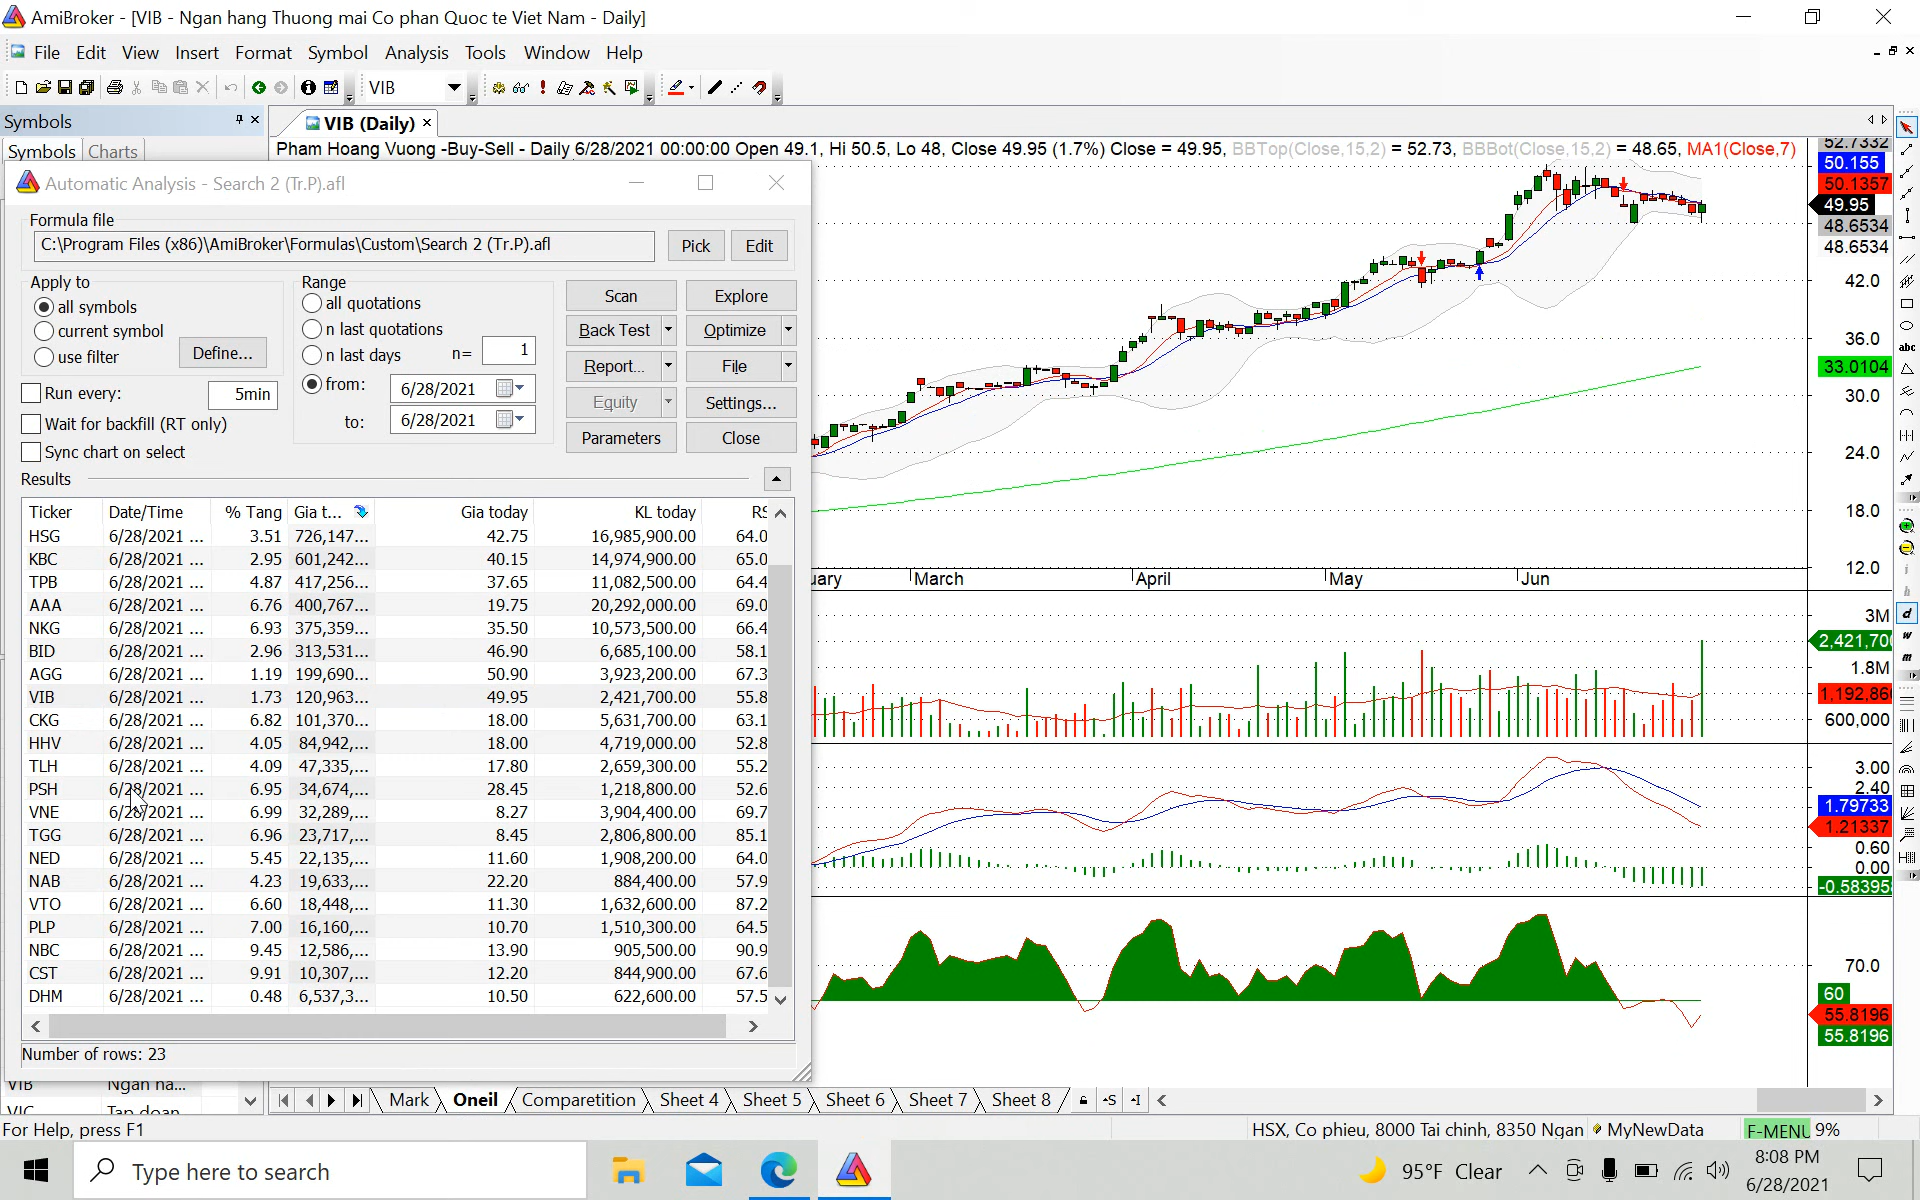 AmiBroker - [VIB - Ngan hang Thuong mai Co phan Quoc te Viet Nam - Daily]
File Edit View Insert Format Symbol Analysis Tools Window Help
VIB
Symbols
VIB (Daily)
Symbols Charts
Pham Hoang Vuong -Buy-Sell - Daily 6/28/2021 00:00:00 Open 49.1, Hi 50.5, Lo 48, Close 49.95 (1.7%) Close = 49.95, BBTop(Close,15,2) = 52.73, BBBot(Close,15,2) = 48.65, MA1(Close,7)
Automatic Analysis - Search 2 (Tr.P).afl
Formula file
C:\Program Files (x86)\AmiBroker\Formulas\Custom\Search 2 (Tr.P).afl
Pick Edit
Apply to
all symbols
current symbol
use filter
Define...
Range
all quotations
n last quotations
n last days n= 1
from: 6/28/2021
to: 6/28/2021
Scan Explore
Back Test Optimize
Report... File
Equity Settings...
Parameters Close
Run every: 5min
Wait for backfill (RT only)
Sync chart on select
Results
Ticker Date/Time % Tang Gia t... Gia today KL today RS
HSG 6/28/2021 ... 3.51 726,147... 42.75 16,985,900.00 64.0
KBC 6/28/2021 ... 2.95 601,242... 40.15 14,974,900.00 65.0
TPB 6/28/2021 ... 4.87 417,256... 37.65 11,082,500.00 64.4
AAA 6/28/2021 ... 6.76 400,767... 19.75 20,292,000.00 69.0
NKG 6/28/2021 ... 6.93 375,359... 35.50 10,573,500.00 66.4
BID 6/28/2021 ... 2.96 313,531... 46.90 6,685,100.00 58.1
AGG 6/28/2021 ... 1.19 199,690... 50.90 3,923,200.00 67.3
VIB 6/28/2021 ... 1.73 120,963... 49.95 2,421,700.00 55.8
CKG 6/28/2021 ... 6.82 101,370... 18.00 5,631,700.00 63.1
HHV 6/28/2021 ... 4.05 84,942,... 18.00 4,719,000.00 52.8
TLH 6/28/2021 ... 4.09 47,335,... 17.80 2,659,300.00 55.2
PSH 6/28/2021 ... 6.95 34,674,... 28.45 1,218,800.00 52.6
VNE 6/28/2021 ... 6.99 32,289,... 8.27 3,904,400.00 69.7
TGG 6/28/2021 ... 6.96 23,717,... 8.45 2,806,800.00 85.1
NED 6/28/2021 ... 5.45 22,135,... 11.60 1,908,200.00 64.0
NAB 6/28/2021 ... 4.23 19,633,... 22.20 884,400.00 57.9
VTO 6/28/2021 ... 6.60 18,448,... 11.30 1,632,600.00 87.2
PLP 6/28/2021 ... 7.00 16,160,... 10.70 1,510,300.00 64.5
NBC 6/28/2021 ... 9.45 12,586,... 13.90 905,500.00 90.9
CST 6/28/2021 ... 9.91 10,307,... 12.20 844,900.00 67.6
DHM 6/28/2021 ... 0.48 6,537,3... 10.50 622,600.00 57.5
Number of rows: 23
VIB Ngan ha...
VIC Tap doan
52.7332
50.155
50.1357
49.95
48.6534
48.6534
42.0
36.0
33.0104
30.0
24.0
18.0
12.0
March April May Jun
3M
2,421,70
1.8M
1,192,86
600,000
3.00
2.40
1.79733
1.21337
0.60
0.00
-0.58395
70.0
60
55.8196
55.8196
abc
i
h
d
w
m
Mark Oneil Comparetition Sheet 4 Sheet 5 Sheet 6 Sheet 7 Sheet 8
For Help, press F1
HSX, Co phieu, 8000 Tai chinh, 8350 Ngan MyNewData F-MENU 9%
Type here to search
95°F Clear
8:08 PM
6/28/2021